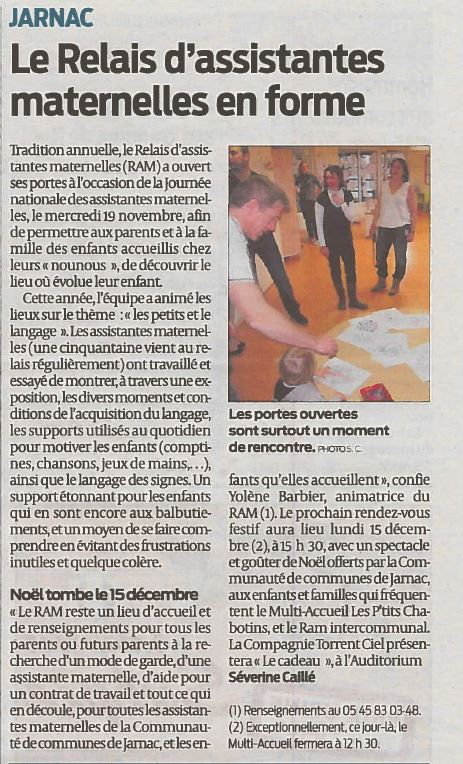 JARNAC
Le Relais d'assistantes
maternelles en forme
Tradition annuelle, le Relais d'assis-
tantes maternelles (RAM) a ouvert
ses portes à l'occasion de la Journée
nationale des assistantes maternel-
les, le mercredi 19 novembre, afin
de permettre aux parents et à la
famille des enfants accueillis chez
leurs « nounous », de découvrir le
lieu où évolue leur enfant.
Cette année, l'équipe a animé les
lieux sur le thème : « les petits et le
langage ». Les assistantes maternel-
les (une cinquantaine vient au re-
lais régulièrement) ont travaillé et
essayé de montrer, à travers une ex-
position, les divers moments et con-
ditions de l'acquisition du langage,
les supports utilisés au quotidien
pour motiver les enfants (compti-
nes, chansons, jeux de mains,...),
ainsi que le langage des signes. Un
support étonnant pour les enfants
qui en sont encore aux balbutie-
ments, et un moyen de se faire com-
prendre en évitant des frustrations
inutiles et quelque colère.
Noël tombe le 15 décembre
« Le RAM reste un lieu d'accueil et
de renseignements pour tous les
parents ou futurs parents à la re-
cherche d'un mode de garde, d'une
assistante maternelle, d'aide pour
un contrat de travail et tout ce qui
en découle, pour toutes les assistan-
tes maternelles de la Communau-
té de communes de Jarnac, et les en-
Les portes ouvertes
sont surtout un moment
de rencontre. PHOTO S. C.
fants qu'elles accueillent », confie
Yolène Barbier, animatrice du
RAM (1). Le prochain rendez-vous
festif aura lieu lundi 15 décem-
bre (2), à 15 h 30, avec un spectacle
et goûter de Noël offerts par la Com-
munauté de communes de Jarnac,
aux enfants et familles qui fréquen-
tent le Multi-Accueil Les P'tits Cha-
botins, et le Ram intercommunal.
La Compagnie Torrent Ciel présen-
tera « Le cadeau », à l'Auditorium
Séverine Caillé
(1) Renseignements au 05 45 83 03 48.
(2) Exceptionnellement, ce jour-là, le
Multi-Accueil fermera à 12 h 30.